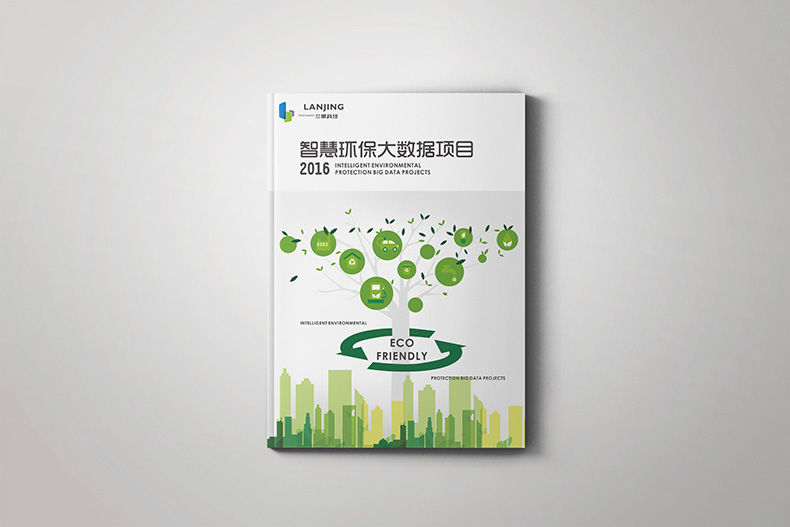 LANJING
智慧环保大数据项目
2016
INTELLIGENT ENVIRONMENTAL
PROTECTION BIG DATA PROJECTS
INTELLIGENT ENVIRONMENTAL
ECO
FRIENDLY
PROTECTION BIG DATA PROJECTS